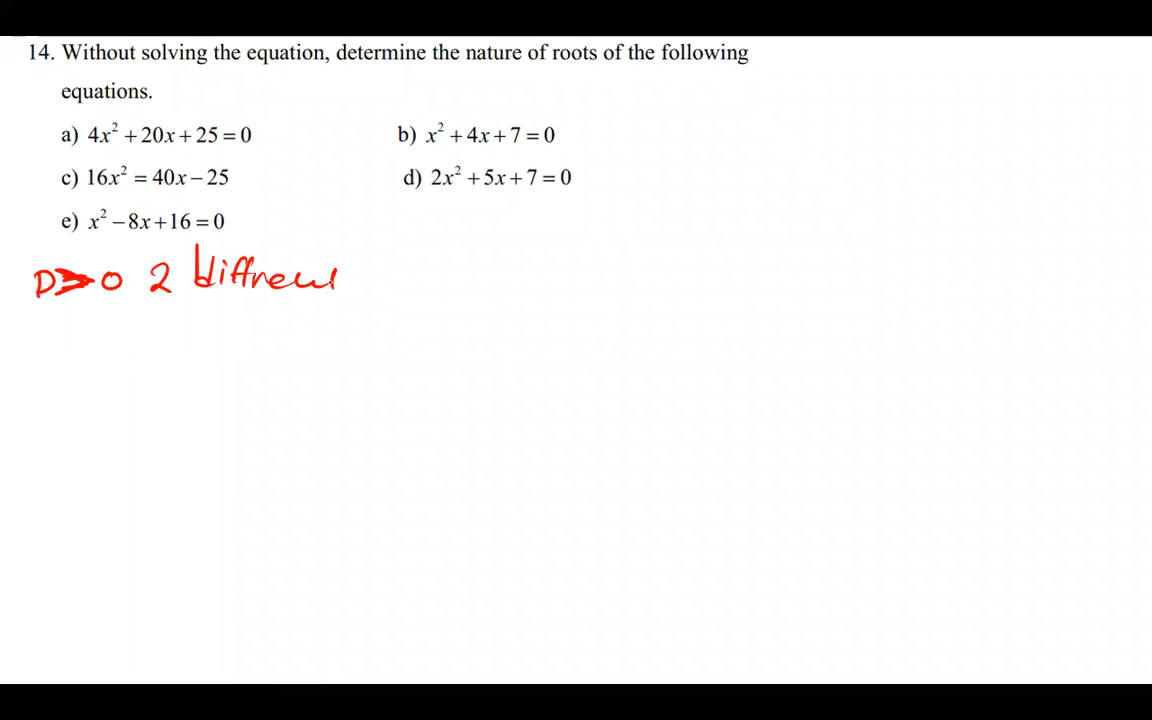 14. Without solving the equation, determine the nature of roots of the following
equations.
a) 4x² + 20x + 25 = 0 b) x² + 4x + 7 = 0
c) 16x² = 40x − 25 d) 2x² + 5x + 7 = 0
e) x² − 8x + 16 = 0
D > 0 2 diffrent